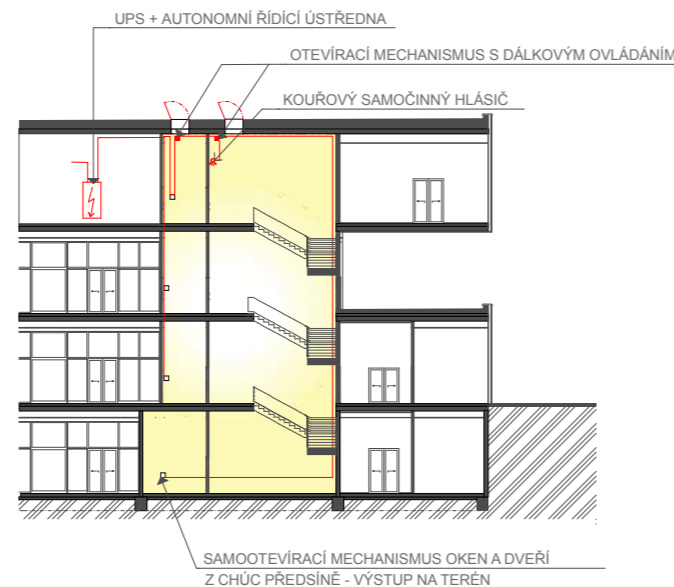 UPS + AUTONOMNÍ ŘÍDÍCÍ ÚSTŘEDNA
OTEVÍRACÍ MECHANISMUS S DÁLKOVÝM OVLÁDÁNÍM
KOUŘOVÝ SAMOČINNÝ HLÁSIČ
SAMOOTEVÍRACÍ MECHANISMUS OKEN A DVEŘÍ
Z CHÚC PŘEDSÍNĚ - VÝSTUP NA TERÉN